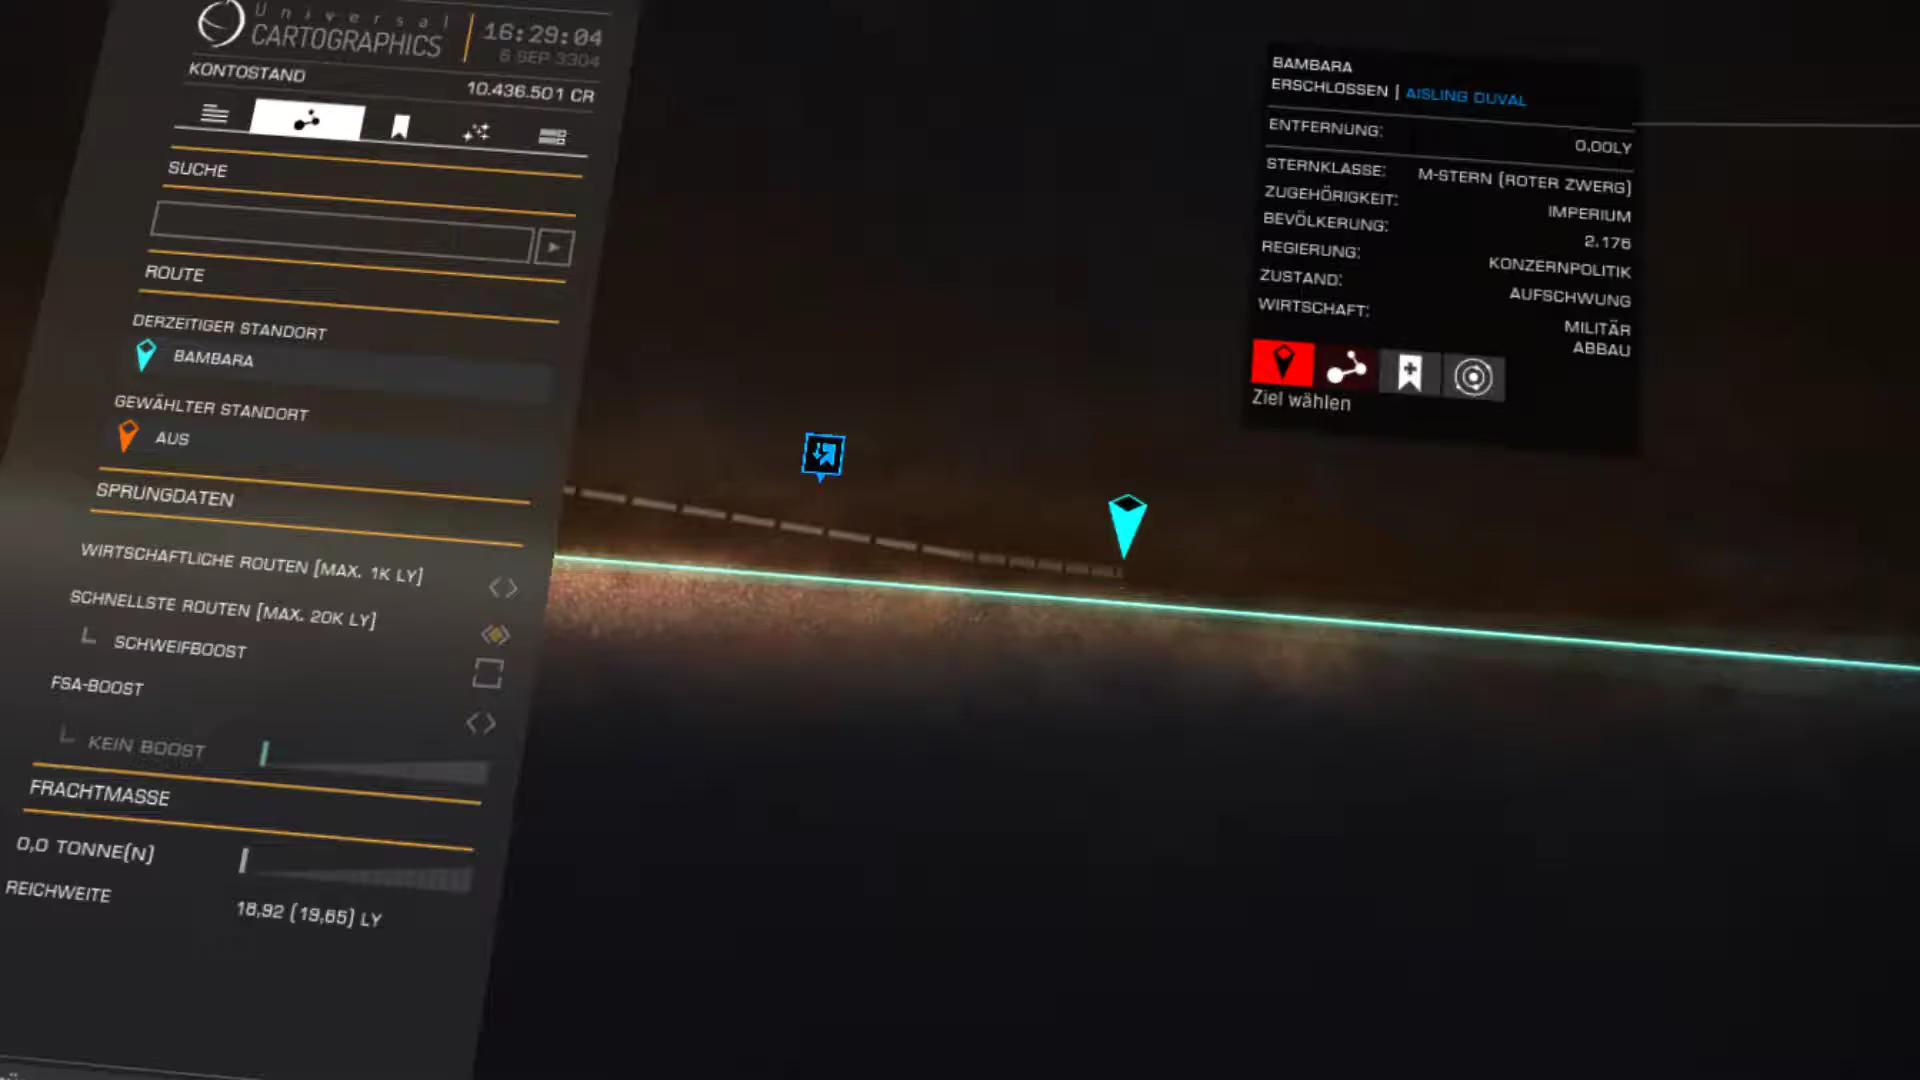 Universal
CARTOGRAPHICS
16:29:04
6 SEP 3304
KONTOSTAND
10.436.501 CR
SUCHE
ROUTE
DERZEITIGER STANDORT
BAMBARA
GEWÄHLTER STANDORT
AUS
SPRUNGDATEN
WIRTSCHAFTLICHE ROUTEN [MAX. 1K LY]
SCHNELLSTE ROUTEN [MAX. 20K LY]
SCHWEIFBOOST
FSA-BOOST
KEIN BOOST
FRACHTMASSE
0,0 TONNE(N)
REICHWEITE
18,92 (19,65) LY
BAMBARA
ERSCHLOSSEN | AISLING DUVAL
ENTFERNUNG:
0,00LY
STERNKLASSE: M-STERN (ROTER ZWERG)
ZUGEHÖRIGKEIT: IMPERIUM
BEVÖLKERUNG: 2.176
REGIERUNG: KONZERNPOLITIK
ZUSTAND: AUFSCHWUNG
WIRTSCHAFT: MILITÄR
ABBAU
Ziel wählen